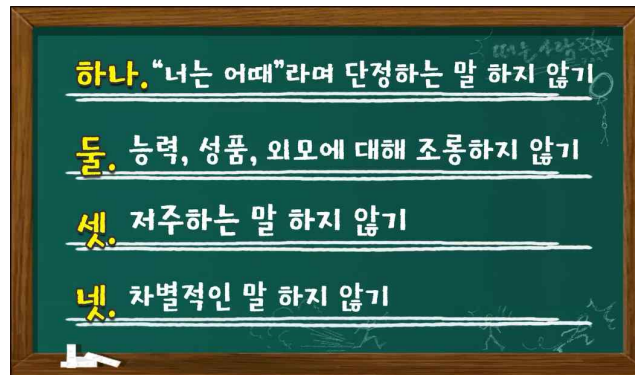 하나. "너는 어때"라며 단정하는 말 하지 않기
둘. 능력, 성품, 외모에 대해 조롱하지 않기
셋. 저주하는 말 하지 않기
넷. 차별적인 말 하지 않기